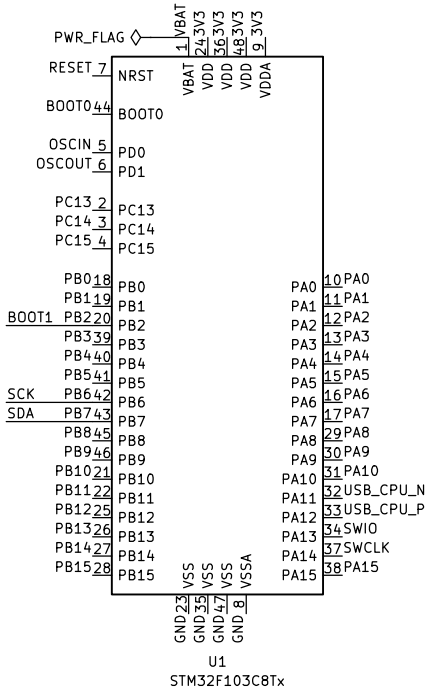 VBAT 3V3 3V3 3V3 3V3
PWR_FLAG 1 24 36 48 9
VBAT VDD VDD VDD VDDA
RESET 7 NRST
BOOT0 44 BOOT0
OSCIN 5 PD0
OSCOUT 6 PD1
PC13 2 PC13
PC14 3 PC14
PC15 4 PC15
PB0 18 PB0 PA0 10 PA0
PB1 19 PB1 PA1 11 PA1
BOOT1 PB2 20 PB2 PA2 12 PA2
PB3 39 PB3 PA3 13 PA3
PB4 40 PB4 PA4 14 PA4
PB5 41 PB5 PA5 15 PA5
SCK PB6 42 PB6 PA6 16 PA6
SDA PB7 43 PB7 PA7 17 PA7
PB8 45 PB8 PA8 29 PA8
PB9 46 PB9 PA9 30 PA9
PB10 21 PB10 PA10 31 PA10
PB11 22 PB11 PA11 32 USB_CPU_N
PB12 25 PB12 PA12 33 USB_CPU_P
PB13 26 PB13 PA13 34 SWIO
PB14 27 PB14 PA14 37 SWCLK
PB15 28 PB15 PA15 38 PA15
VSS VSS VSS VSSA
23 35 47 8
GND GND GND GND
U1
STM32F103C8Tx